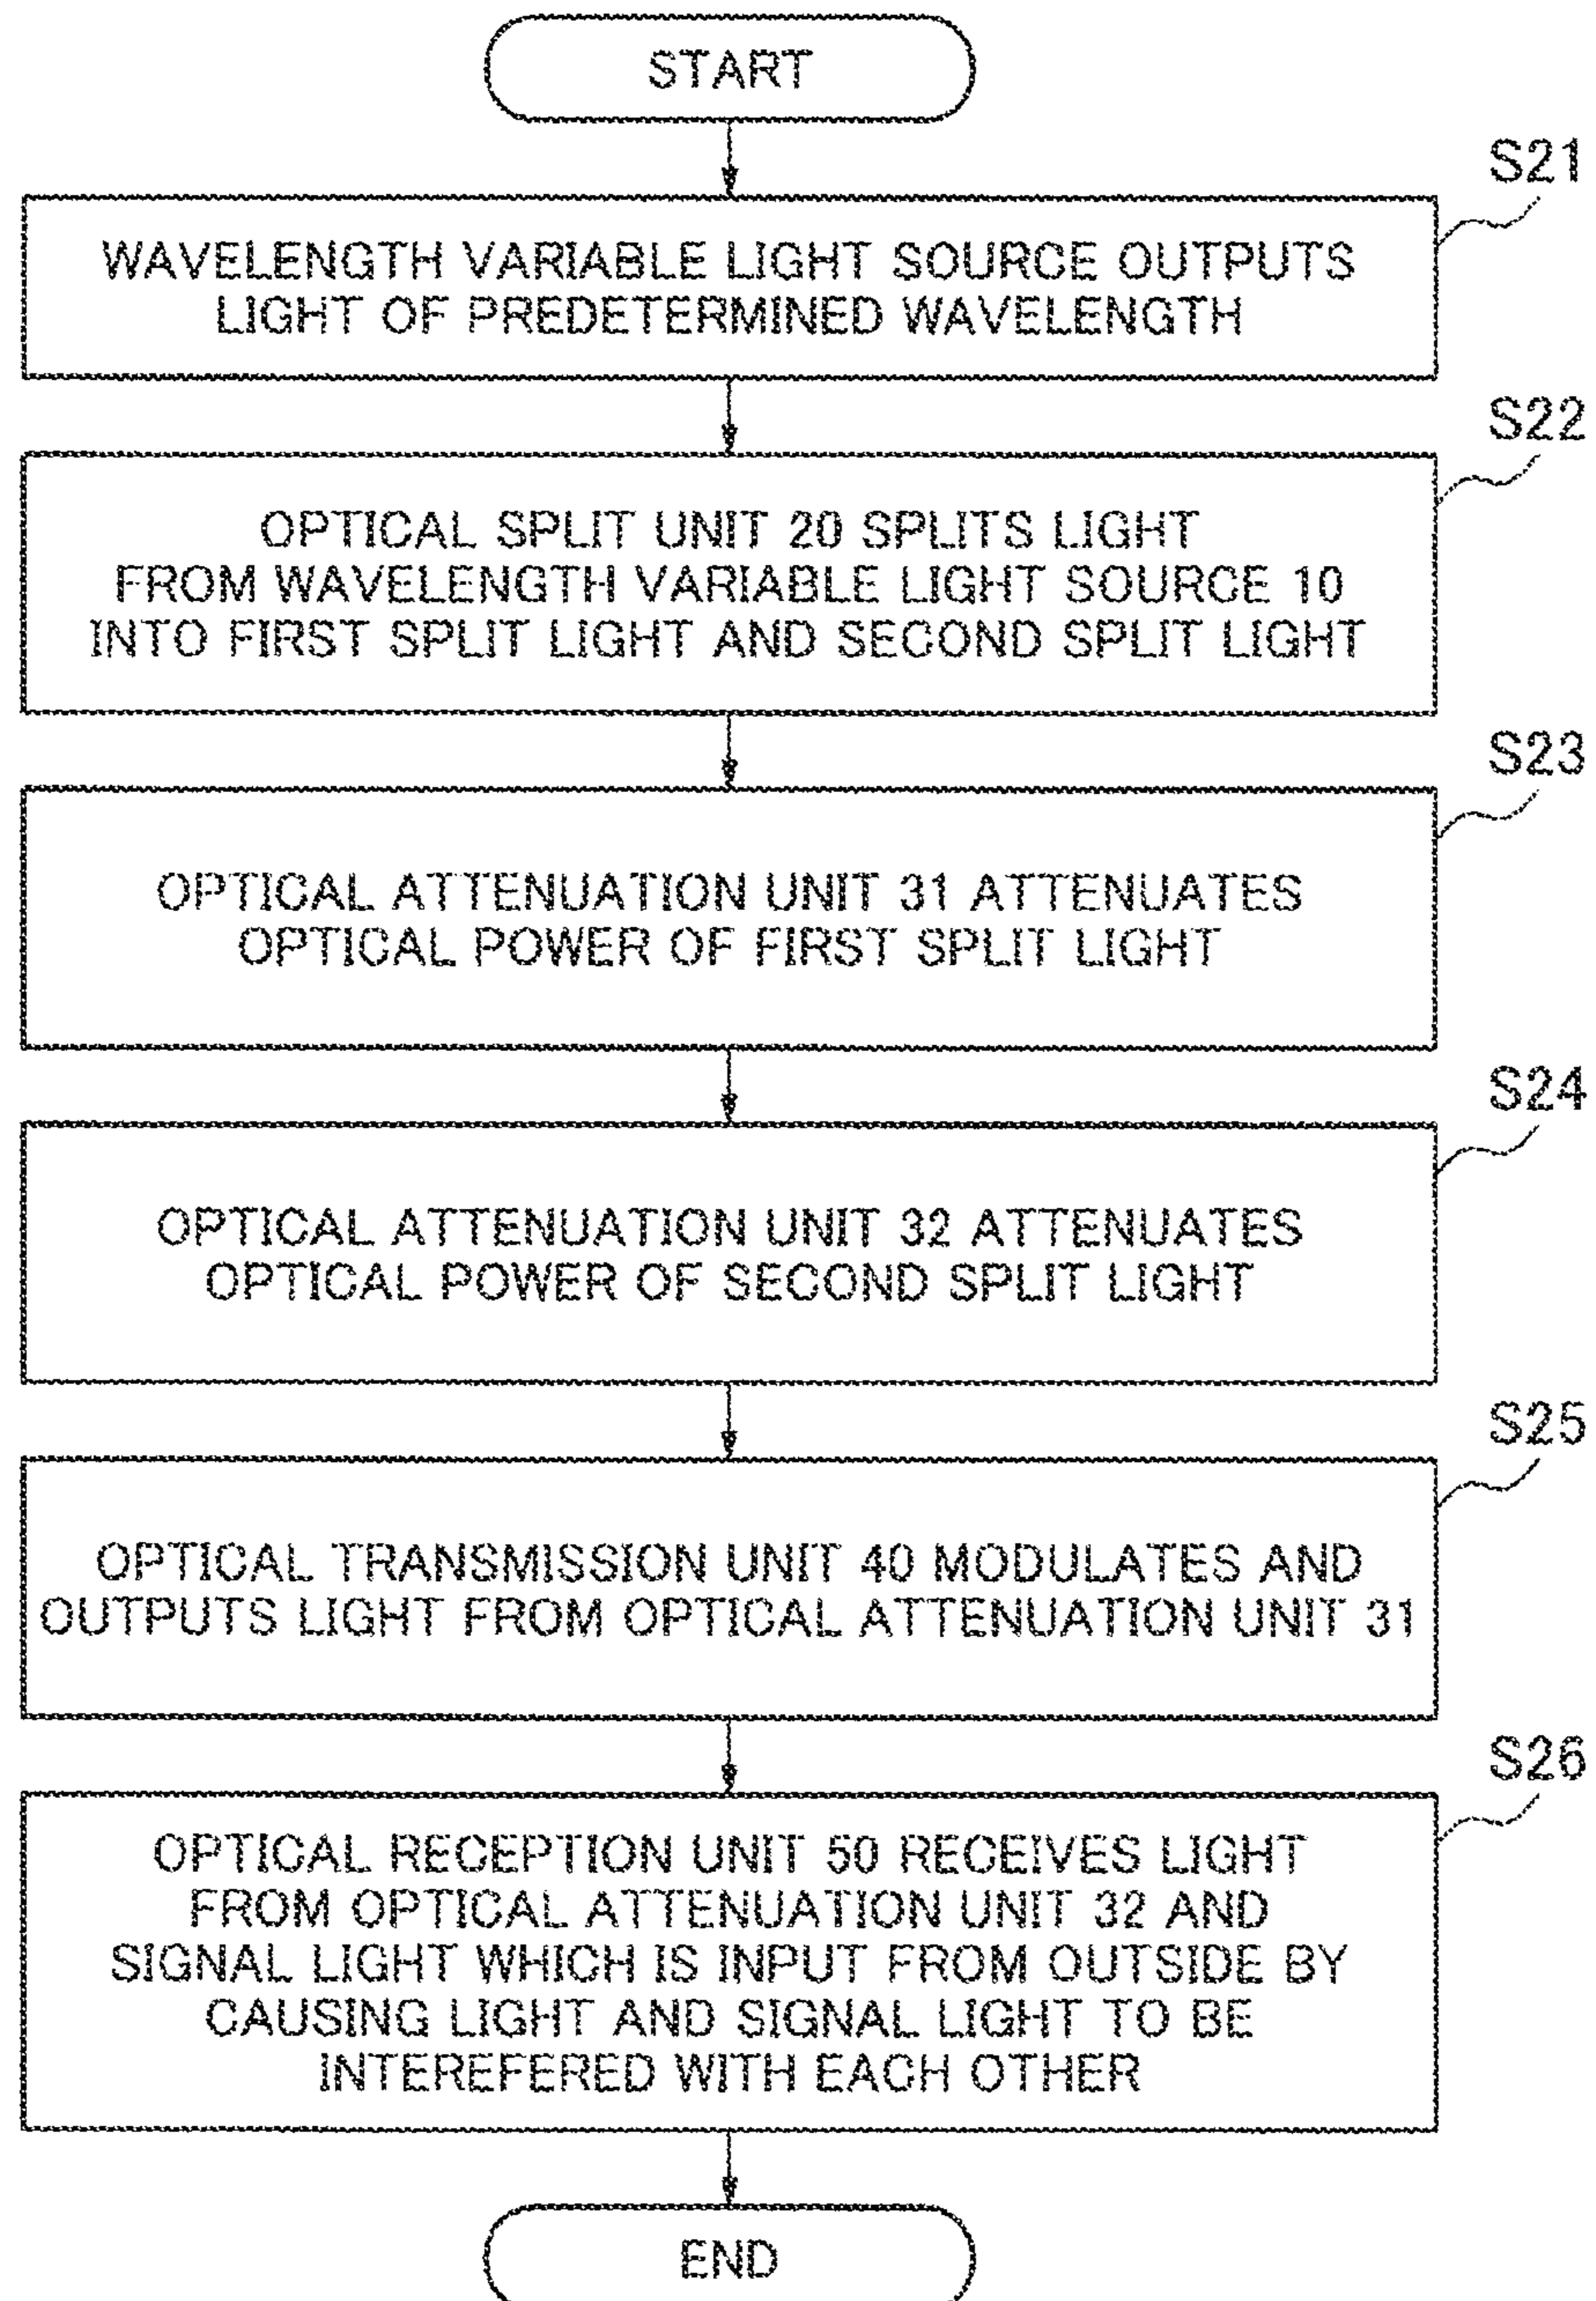 START
S21
WAVELENGTH VARIABLE LIGHT SOURCE OUTPUTS
LIGHT OF PREDETERMINED WAVELENGTH
S22
OPTICAL SPLIT UNIT 20 SPLITS LIGHT
FROM WAVELENGTH VARIABLE LIGHT SOURCE 10
INTO FIRST SPLIT LIGHT AND SECOND SPLIT LIGHT
S23
OPTICAL ATTENUATION UNIT 31 ATTENUATES
OPTICAL POWER OF FIRST SPLIT LIGHT
S24
OPTICAL ATTENUATION UNIT 32 ATTENUATES
OPTICAL POWER OF SECOND SPLIT LIGHT
S25
OPTICAL TRANSMISSION UNIT 40 MODULATES AND
OUTPUTS LIGHT FROM OPTICAL ATTENUATION UNIT 31
S26
OPTICAL RECEPTION UNIT 50 RECEIVES LIGHT
FROM OPTICAL ATTENUATION UNIT 32 AND
SIGNAL LIGHT WHICH IS INPUT FROM OUTSIDE BY
CAUSING LIGHT AND SIGNAL LIGHT TO BE
INTEREFERED WITH EACH OTHER
END